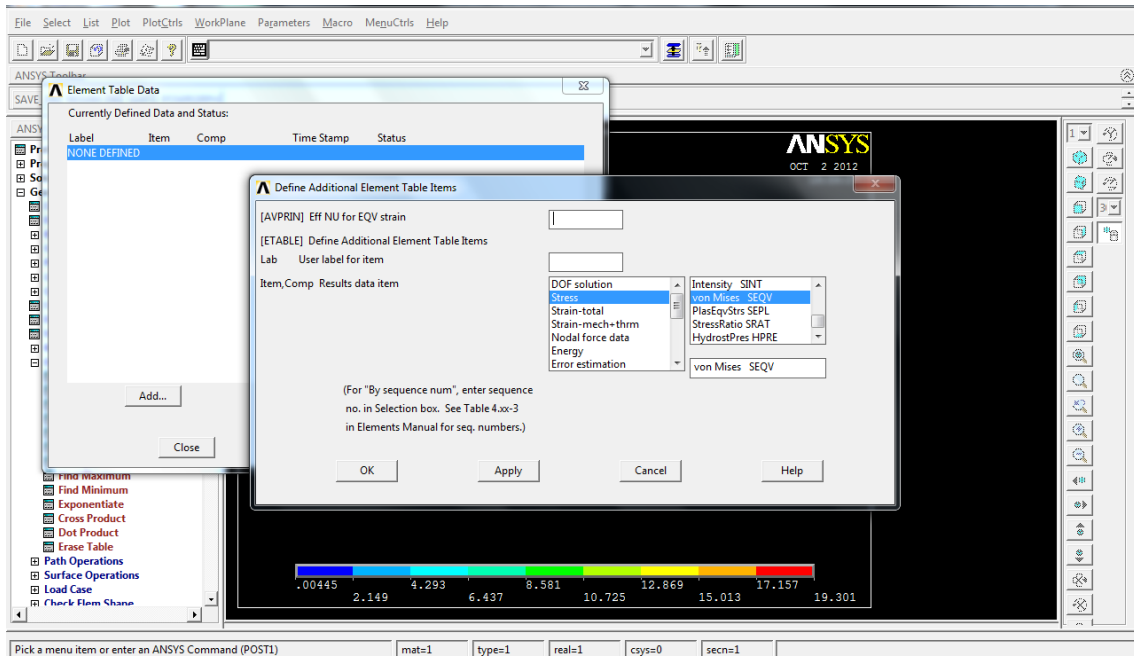 File Select List Plot PlotCtrls WorkPlane Parameters Macro MenuCtrls Help
ANSYS Toolbar
SAVE_
Element Table Data
Currently Defined Data and Status:
Label Item Comp Time Stamp Status
NONE DEFINED
Add...
Close
ANSYS
OCT 2 2012
Define Additional Element Table Items
[AVPRIN] Eff NU for EQV strain
[ETABLE] Define Additional Element Table Items
Lab User label for item
Item,Comp Results data item
DOF solution
Stress
Strain-total
Strain-mech+thrm
Nodal force data
Energy
Error estimation
Intensity SINT
von Mises SEQV
PlasEqvStrs SEPL
StressRatio SRAT
HydrostPres HPRE
von Mises SEQV
(For "By sequence num", enter sequence
no. in Selection box. See Table 4.xx-3
in Elements Manual for seq. numbers.)
OK Apply Cancel Help
Find Maximum
Find Minimum
Exponentiate
Cross Product
Dot Product
Erase Table
Path Operations
Surface Operations
Load Case
Check Elem Shape
.00445 4.293 8.581 12.869 17.157
2.149 6.437 10.725 15.013 19.301
1
3
Pick a menu item or enter an ANSYS Command (POST1) mat=1 type=1 real=1 csys=0 secn=1